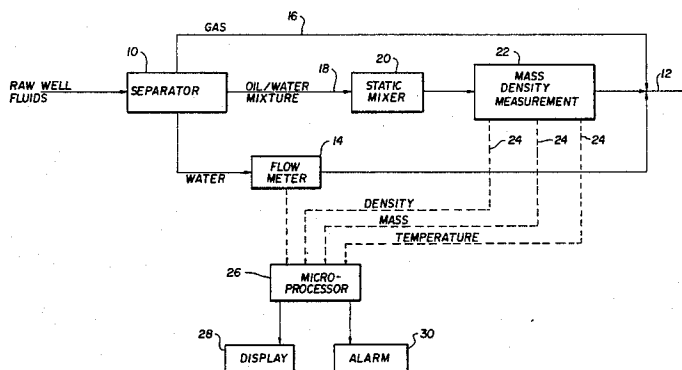 GAS
16
10
20
22
RAW WELL
FLUIDS
SEPARATOR
OIL/WATER
MIXTURE
18
STATIC
MIXER
MASS
DENSITY
MEASUREMENT
12
14
24
24
24
WATER
FLOW
METER
DENSITY
MASS
TEMPERATURE
26
MICRO-
PROCESSOR
28
DISPLAY
ALARM
30